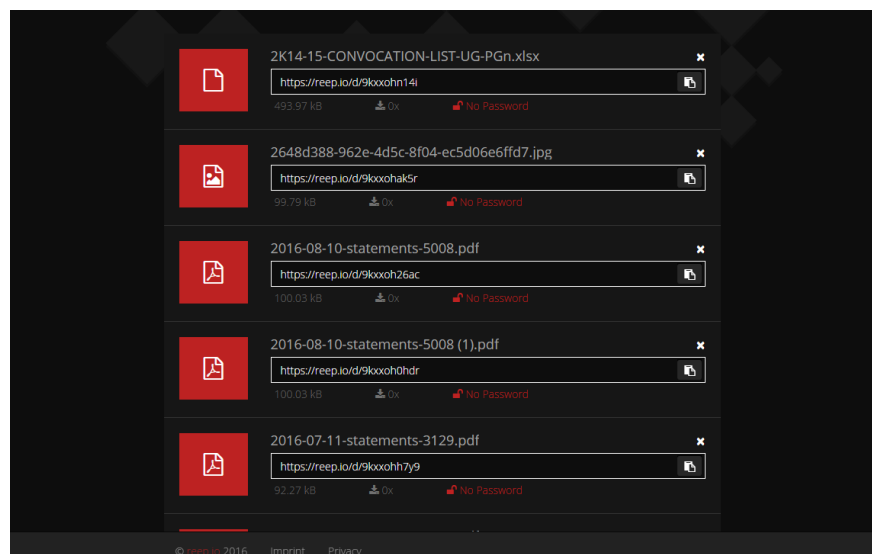 2K14-15-CONVOCATION-LIST-UG-PGn.xlsx
https://reep.io/d/9kxxohn14i
493.97 kB 0x No Password
2648d388-962e-4d5c-8f04-ec5d06e6ffd7.jpg
https://reep.io/d/9kxxohak5r
99.79 kB 0x No Password
2016-08-10-statements-5008.pdf
https://reep.io/d/9kxxoh26ac
100.03 kB 0x No Password
2016-08-10-statements-5008 (1).pdf
https://reep.io/d/9kxxoh0hdr
100.03 kB 0x No Password
2016-07-11-statements-3129.pdf
https://reep.io/d/9kxxohh7y9
92.27 kB 0x No Password
© reep.io 2016 Imprint Privacy